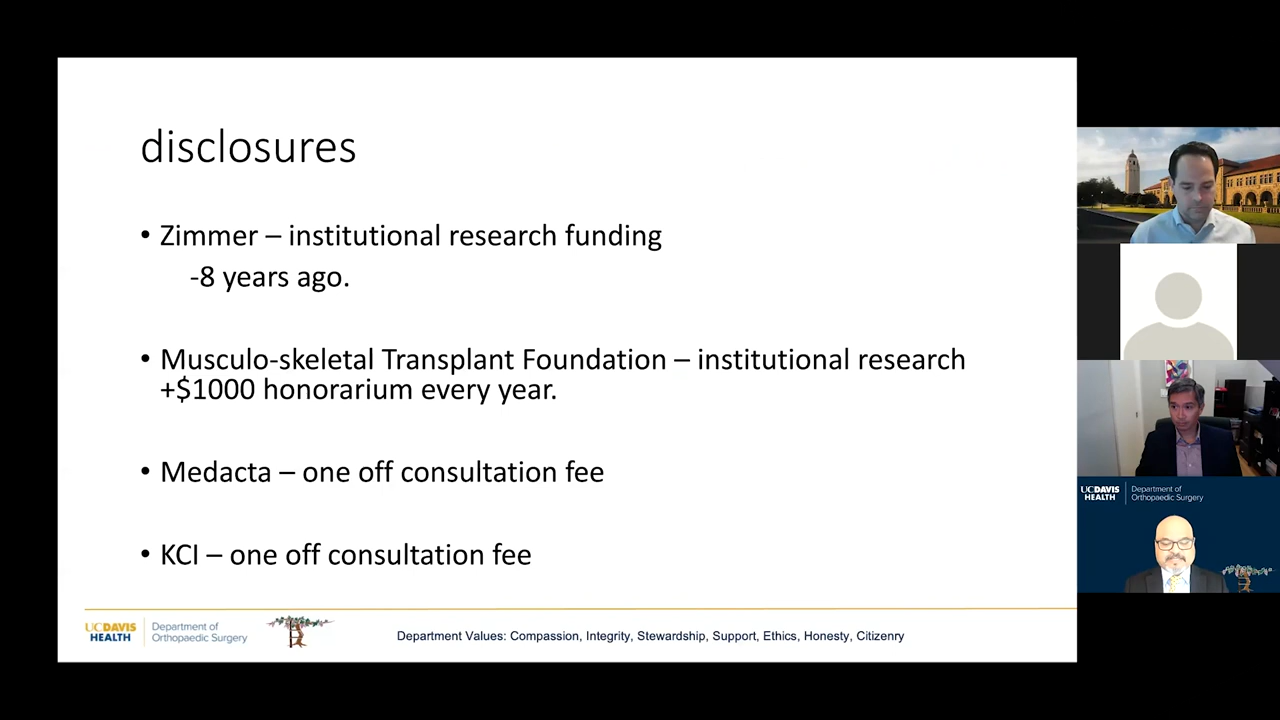 disclosures
• Zimmer – institutional research funding
-8 years ago.
• Musculo-skeletal Transplant Foundation – institutional research
+$1000 honorarium every year.
• Medacta – one off consultation fee
• KCI – one off consultation fee
UCDAVIS
HEALTH
Department of
Orthopaedic Surgery
Department Values: Compassion, Integrity, Stewardship, Support, Ethics, Honesty, Citizenry
UCDAVIS
HEALTH
Department of
Orthopaedic Surgery